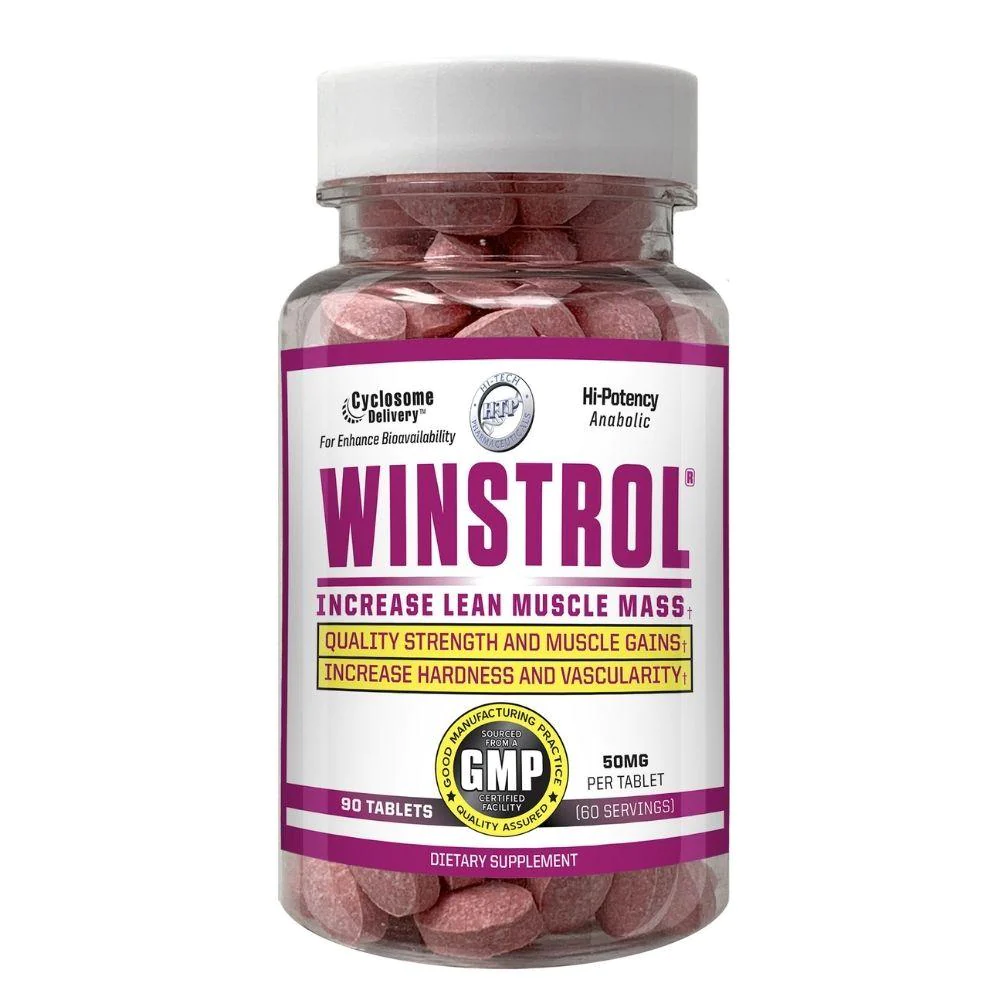 Cyclosome
Delivery™
For Enhance Bioavailability
HI-TECH
HTP
PHARMACEUTICALS
Hi-Potency
Anabolic
WINSTROL®
INCREASE LEAN MUSCLE MASS†
QUALITY STRENGTH AND MUSCLE GAINS†
INCREASE HARDNESS AND VASCULARITY†
GOOD MANUFACTURING PRACTICE
SOURCED
FROM A
GMP
CERTIFIED
FACILITY
QUALITY ASSURED
50MG
PER TABLET
90 TABLETS
(60 SERVINGS)
DIETARY SUPPLEMENT